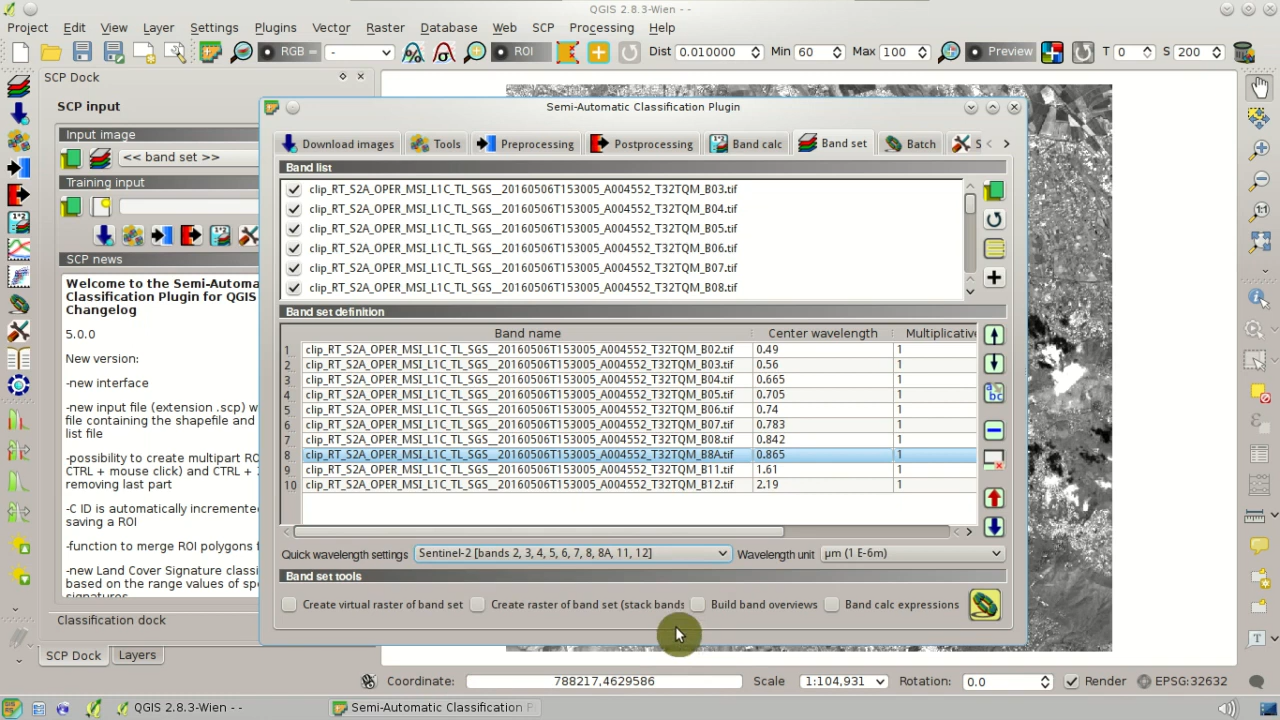 QGIS 2.8.3-Wien - -
Project Edit View Layer Settings Plugins Vector Raster Database Web SCP Processing Help
RGB = - ROI Dist 0.010000 Min 60 Max 100 Preview T 0 S 200
SCP Dock
SCP input
Input image
<< band set >>
Training input
SCP news
Welcome to the Semi-Automa
Classification Plugin for QGIS
Changelog
5.0.0
New version:
-new interface
-new input file (extension .scp) w
file containing the shapefile and
list file
-possibility to create multipart RO
CTRL + mouse click) and CTRL +
removing last part
-C ID is automatically incremente
saving a ROI
-function to merge ROI polygons f
-new Land Cover Signature classi
based on the range values of spe
signatures
Classification dock
SCP Dock Layers
Semi-Automatic Classification Plugin
Download images Tools Preprocessing Postprocessing Band calc Band set Batch S
Band list
clip_RT_S2A_OPER_MSI_L1C_TL_SGS__20160506T153005_A004552_T32TQM_B03.tif
clip_RT_S2A_OPER_MSI_L1C_TL_SGS__20160506T153005_A004552_T32TQM_B04.tif
clip_RT_S2A_OPER_MSI_L1C_TL_SGS__20160506T153005_A004552_T32TQM_B05.tif
clip_RT_S2A_OPER_MSI_L1C_TL_SGS__20160506T153005_A004552_T32TQM_B06.tif
clip_RT_S2A_OPER_MSI_L1C_TL_SGS__20160506T153005_A004552_T32TQM_B07.tif
clip_RT_S2A_OPER_MSI_L1C_TL_SGS__20160506T153005_A004552_T32TQM_B08.tif
Band set definition
Band name Center wavelength Multiplicative
1 clip_RT_S2A_OPER_MSI_L1C_TL_SGS__20160506T153005_A004552_T32TQM_B02.tif 0.49 1
2 clip_RT_S2A_OPER_MSI_L1C_TL_SGS__20160506T153005_A004552_T32TQM_B03.tif 0.56 1
3 clip_RT_S2A_OPER_MSI_L1C_TL_SGS__20160506T153005_A004552_T32TQM_B04.tif 0.665 1
4 clip_RT_S2A_OPER_MSI_L1C_TL_SGS__20160506T153005_A004552_T32TQM_B05.tif 0.705 1
5 clip_RT_S2A_OPER_MSI_L1C_TL_SGS__20160506T153005_A004552_T32TQM_B06.tif 0.74 1
6 clip_RT_S2A_OPER_MSI_L1C_TL_SGS__20160506T153005_A004552_T32TQM_B07.tif 0.783 1
7 clip_RT_S2A_OPER_MSI_L1C_TL_SGS__20160506T153005_A004552_T32TQM_B08.tif 0.842 1
8 clip_RT_S2A_OPER_MSI_L1C_TL_SGS__20160506T153005_A004552_T32TQM_B8A.tif 0.865 1
9 clip_RT_S2A_OPER_MSI_L1C_TL_SGS__20160506T153005_A004552_T32TQM_B11.tif 1.61 1
10 clip_RT_S2A_OPER_MSI_L1C_TL_SGS__20160506T153005_A004552_T32TQM_B12.tif 2.19 1
Quick wavelength settings Sentinel-2 [bands 2, 3, 4, 5, 6, 7, 8, 8A, 11, 12] Wavelength unit µm (1 E-6m)
Band set tools
Create virtual raster of band set Create raster of band set (stack bands Build band overviews Band calc expressions
Coordinate: 788217,4629586 Scale 1:104,931 Rotation: 0.0 Render EPSG:32632
QGIS 2.8.3-Wien - - Semi-Automatic Classification P